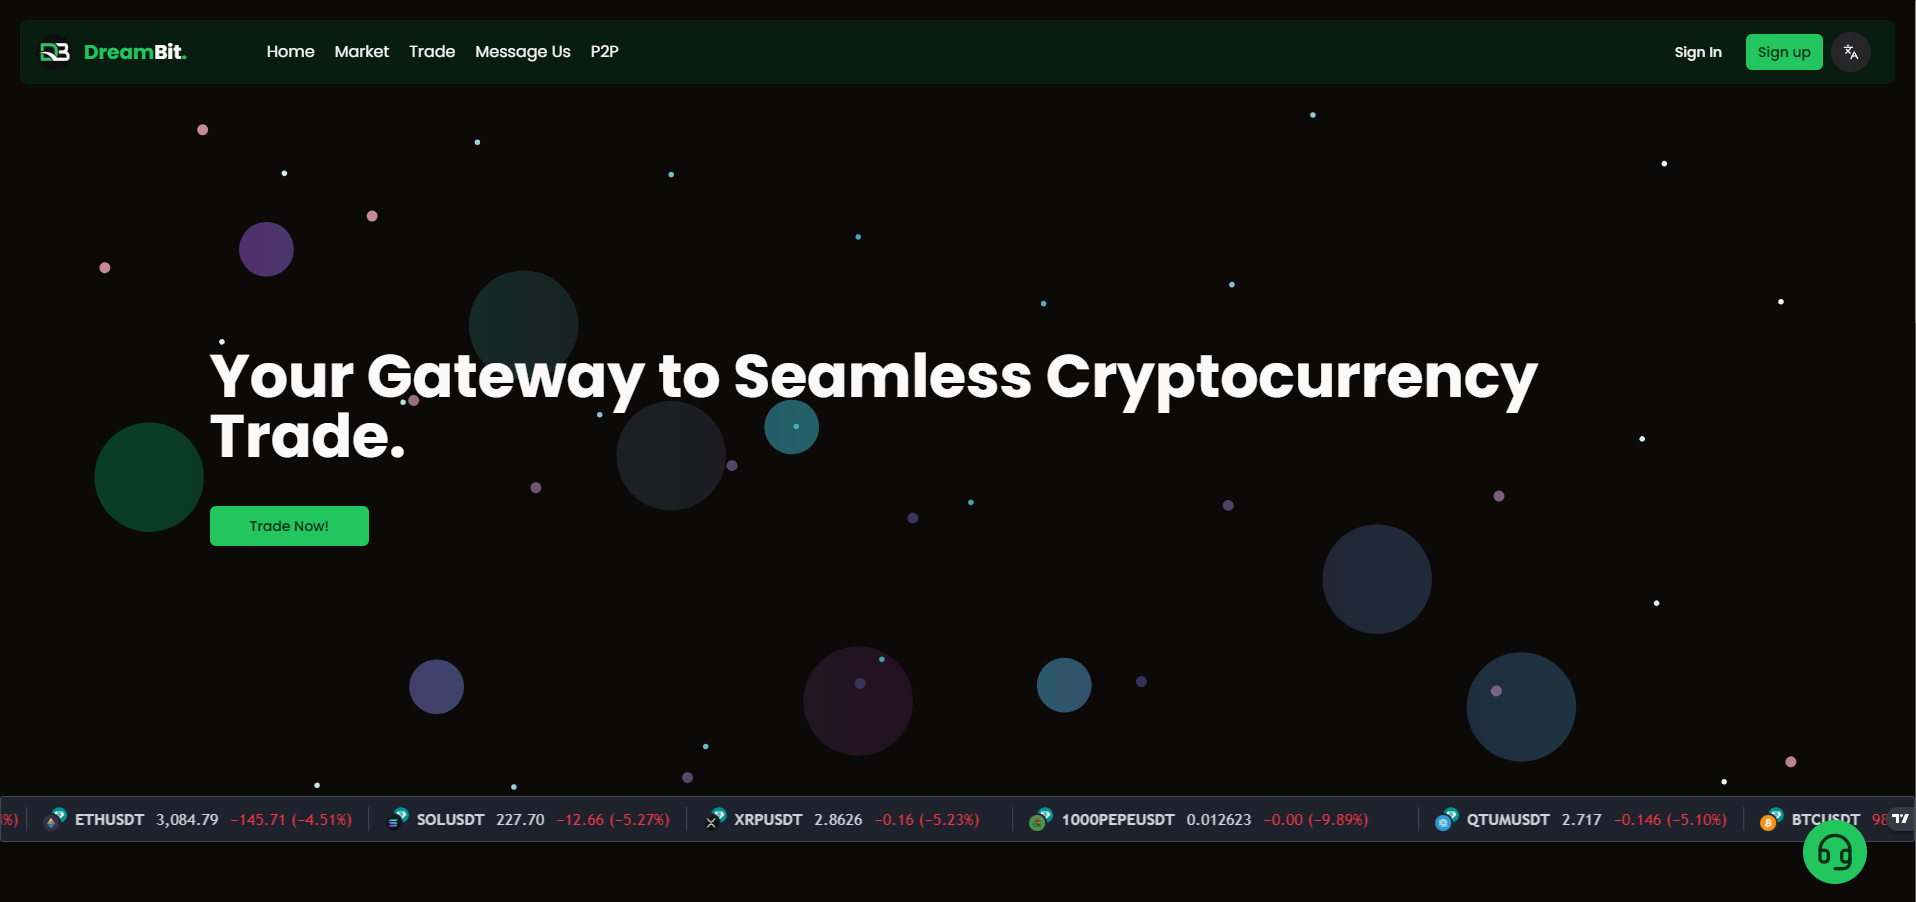 DB DreamBit. Home Market Trade Message Us P2P Sign In Sign up
Your Gateway to Seamless Cryptocurrency
Trade.
Trade Now!
%) ETHUSDT 3,084.79 −145.71 (−4.51%) SOLUSDT 227.70 −12.66 (−5.27%) XRPUSDT 2.8626 −0.16 (−5.23%) 1000PEPEUSDT 0.012623 −0.00 (−9.89%) QTUMUSDT 2.717 −0.146 (−5.10%) BTCUSDT 98